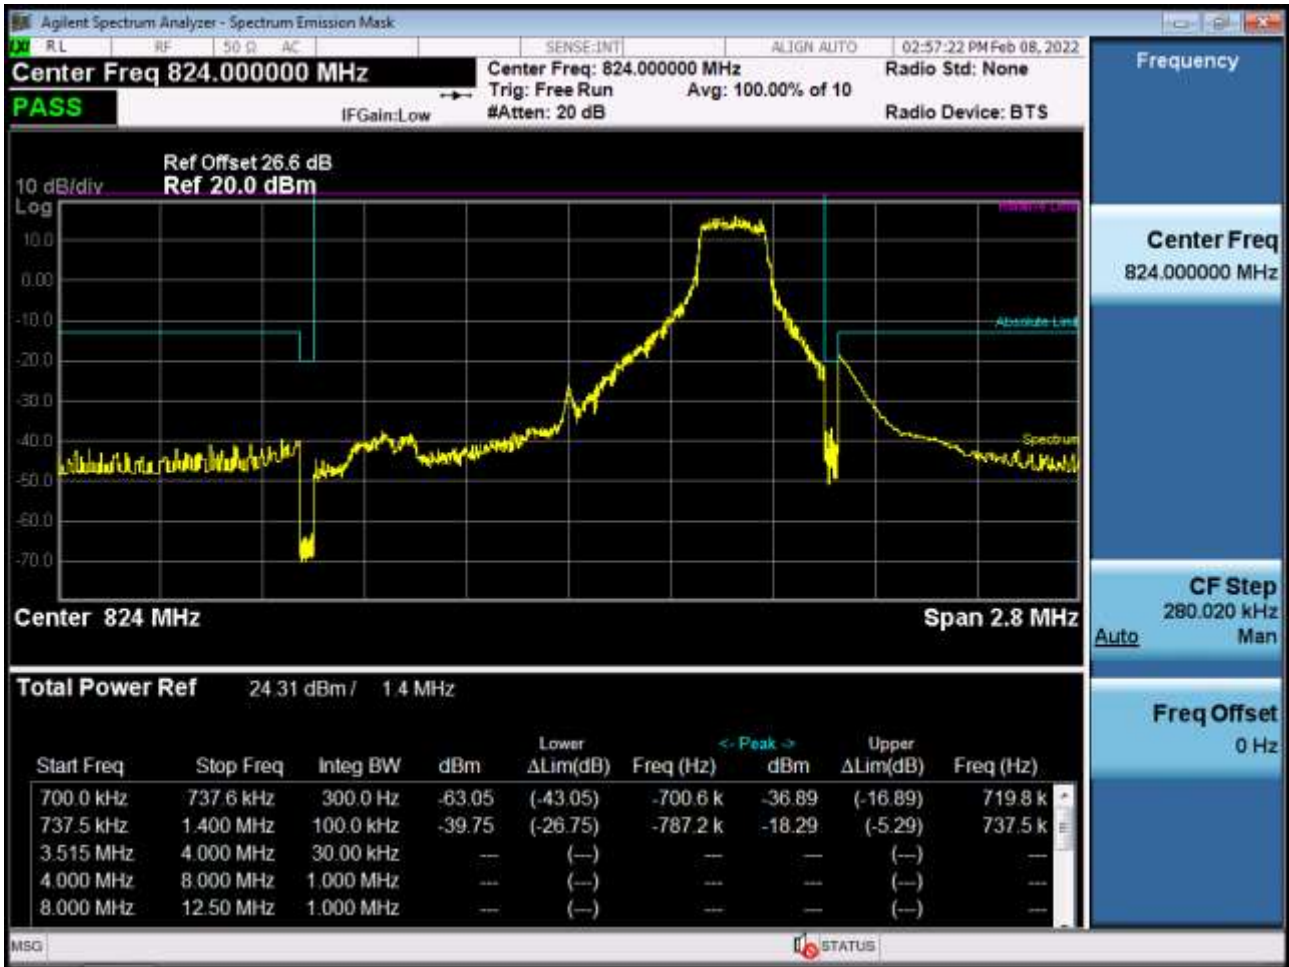 Agilent Spectrum Analyzer - Spectrum Emission Mask
LXI RL RF 50 Ω AC SENSE:INT ALIGN AUTO 02:57:22 PM Feb 08, 2022
Center Freq 824.000000 MHz
Center Freq: 824.000000 MHz Radio Std: None
Trig: Free Run Avg: 100.00% of 10
PASS
IFGain:Low #Atten: 20 dB Radio Device: BTS
Ref Offset 26.6 dB
10 dB/div Ref 20.0 dBm
Log
Relative Limit
10.0
0.00
-10.0
Absolute Limit
-20.0
-30.0
-40.0
Spectrum
-50.0
-60.0
-70.0
Center 824 MHz Span 2.8 MHz
Total Power Ref 24.31 dBm / 1.4 MHz
Lower <- Peak -> Upper
Start Freq Stop Freq Integ BW dBm ΔLim(dB) Freq (Hz) dBm ΔLim(dB) Freq (Hz)
700.0 kHz 737.6 kHz 300.0 Hz -63.05 (-43.05) -700.6 k -36.89 (-16.89) 719.8 k
737.5 kHz 1.400 MHz 100.0 kHz -39.75 (-26.75) -787.2 k -18.29 (-5.29) 737.5 k
3.515 MHz 4.000 MHz 30.00 kHz --- (---) --- --- (---) ---
4.000 MHz 8.000 MHz 1.000 MHz --- (---) --- --- (---) ---
8.000 MHz 12.50 MHz 1.000 MHz --- (---) --- --- (---) ---
MSG STATUS
Frequency
Center Freq
824.000000 MHz
CF Step
280.020 kHz
Auto Man
Freq Offset
0 Hz